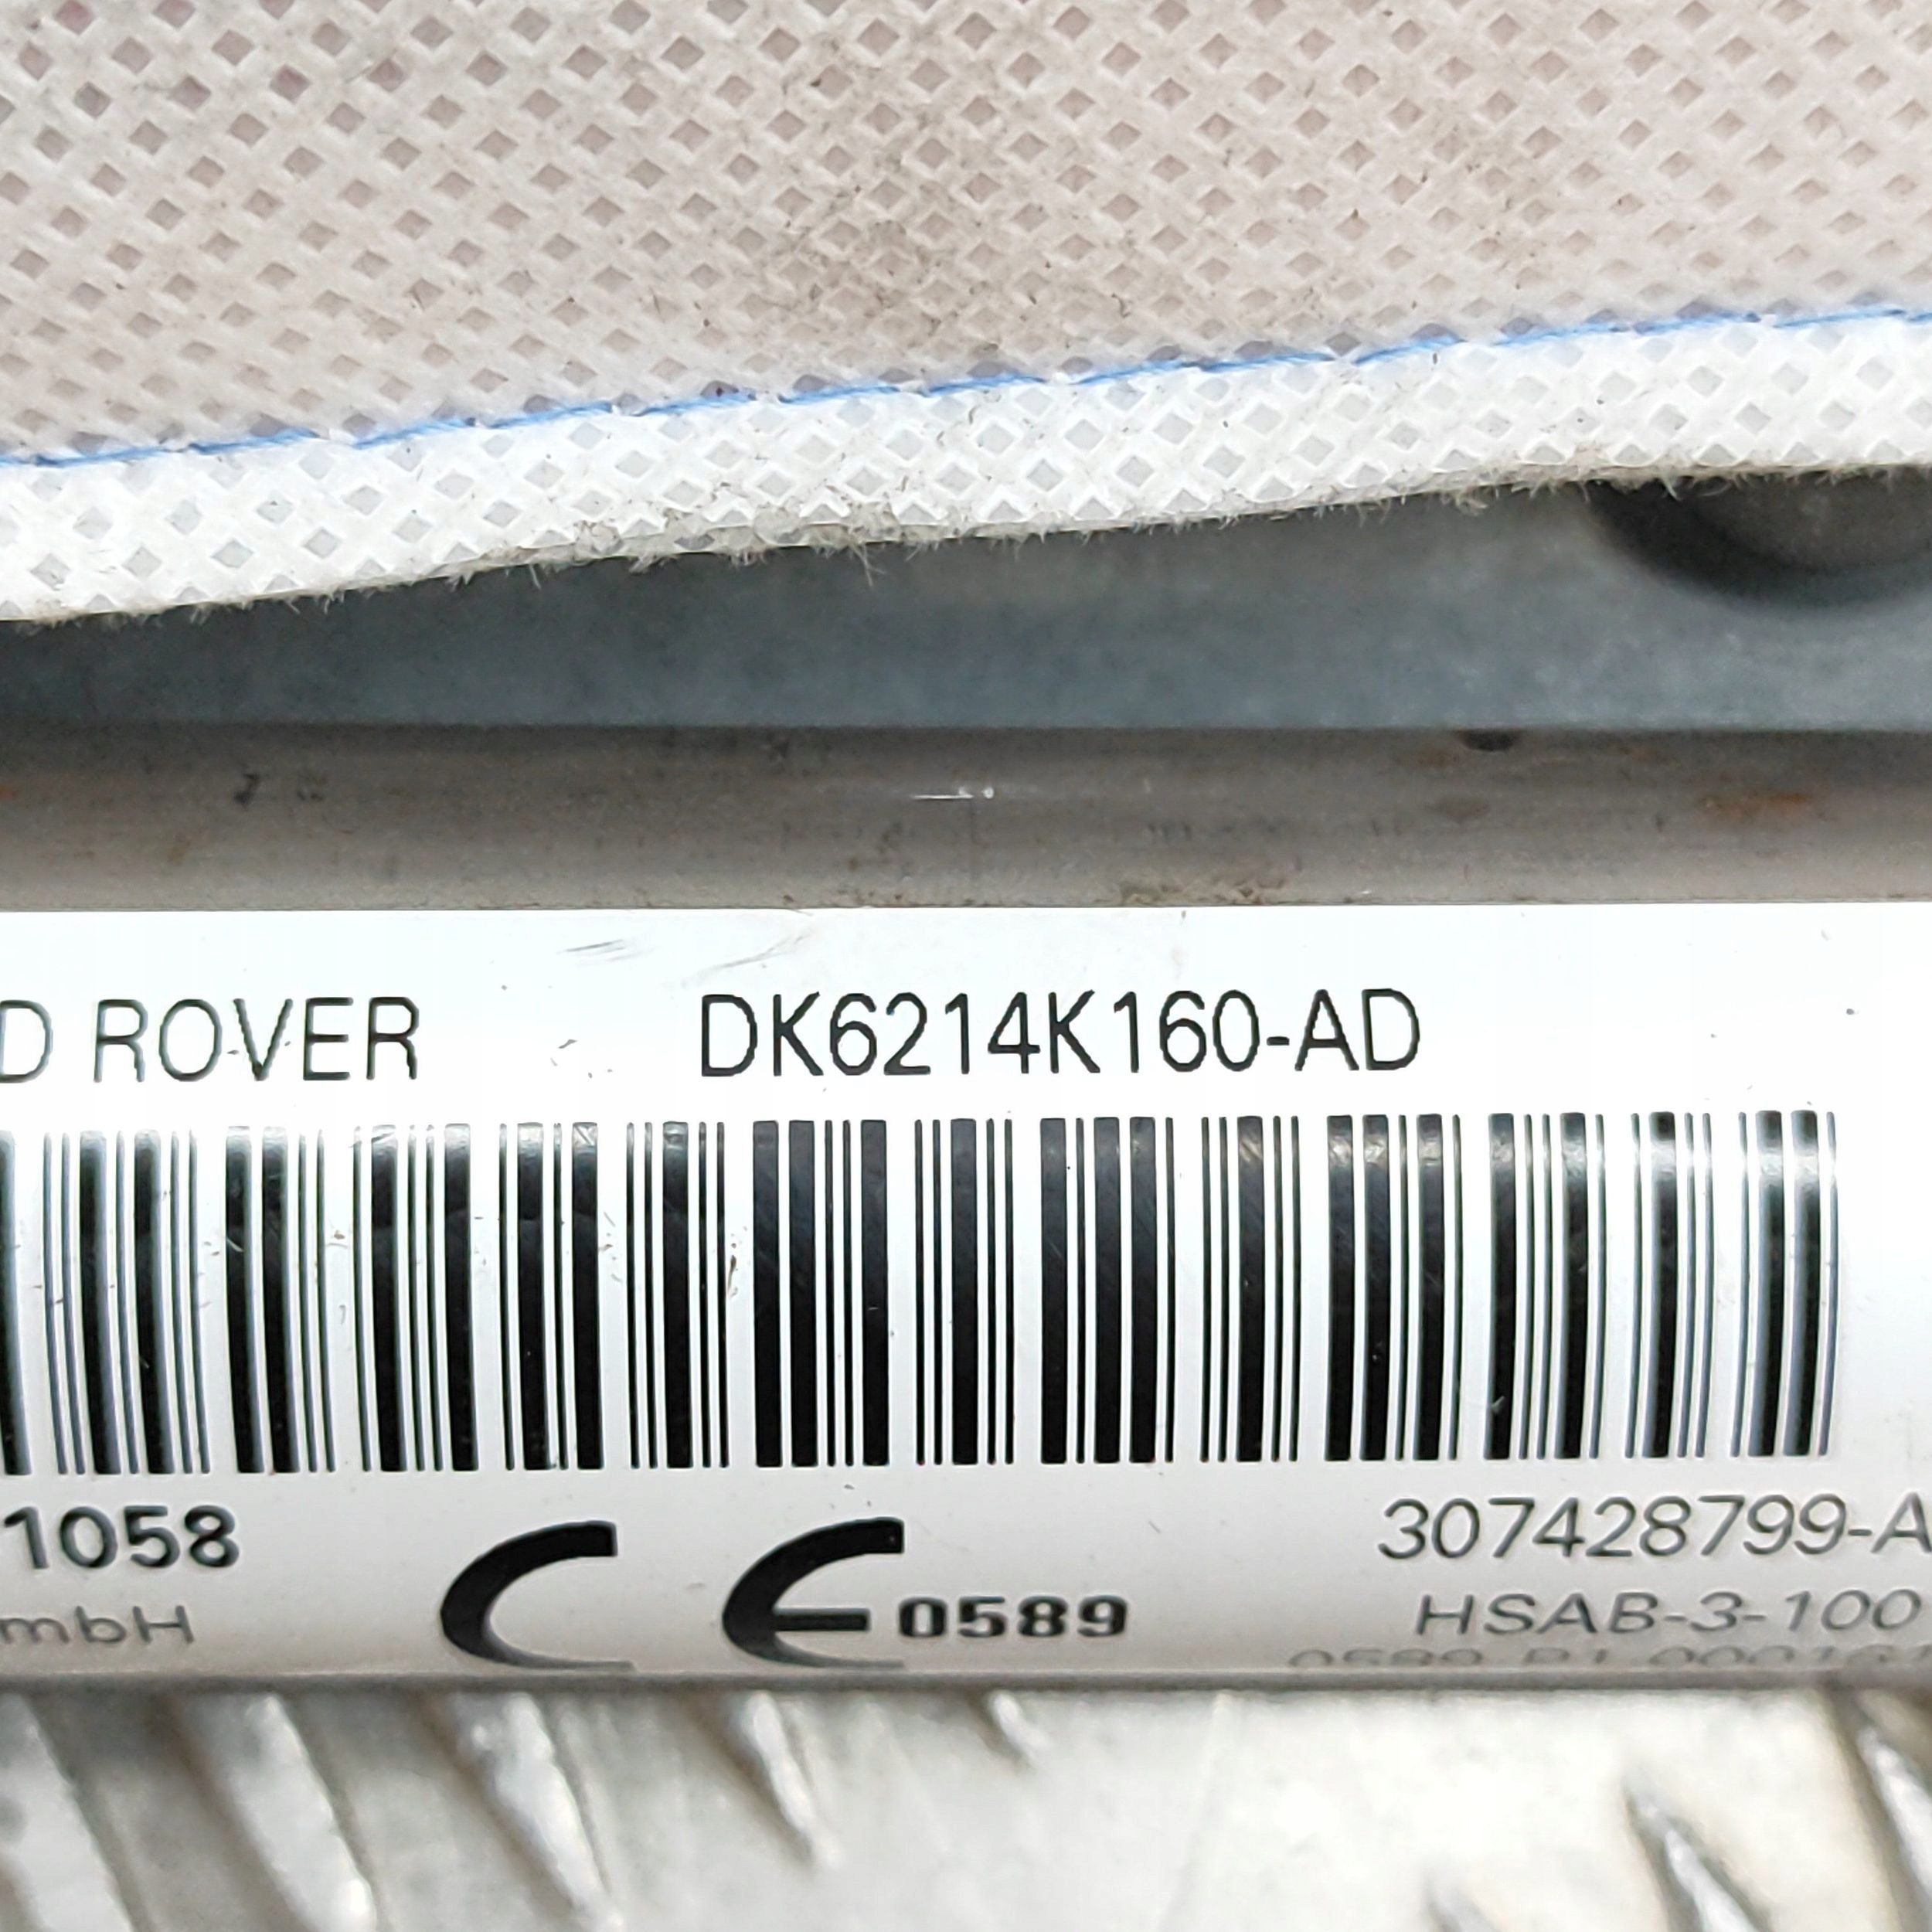 D ROVER DK6214K160-AD
1058 CE 0589 307428799-A
mbH HSAB-3-100